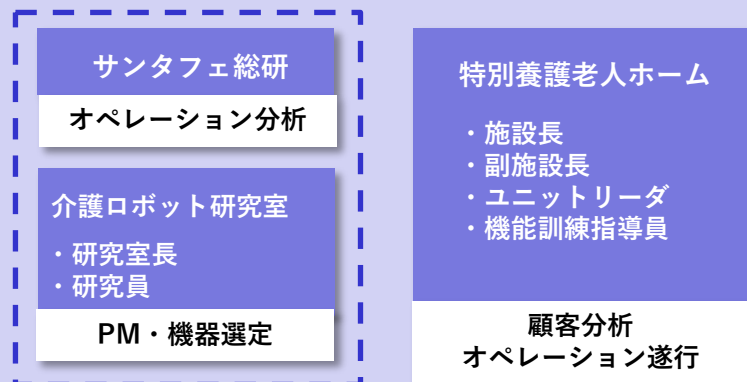 サンタフェ総研
オペレーション分析
介護ロボット研究室
・研究室長
・研究員
PM・機器選定
特別養護老人ホーム
・施設長
・副施設長
・ユニットリーダ
・機能訓練指導員
顧客分析
オペレーション遂行